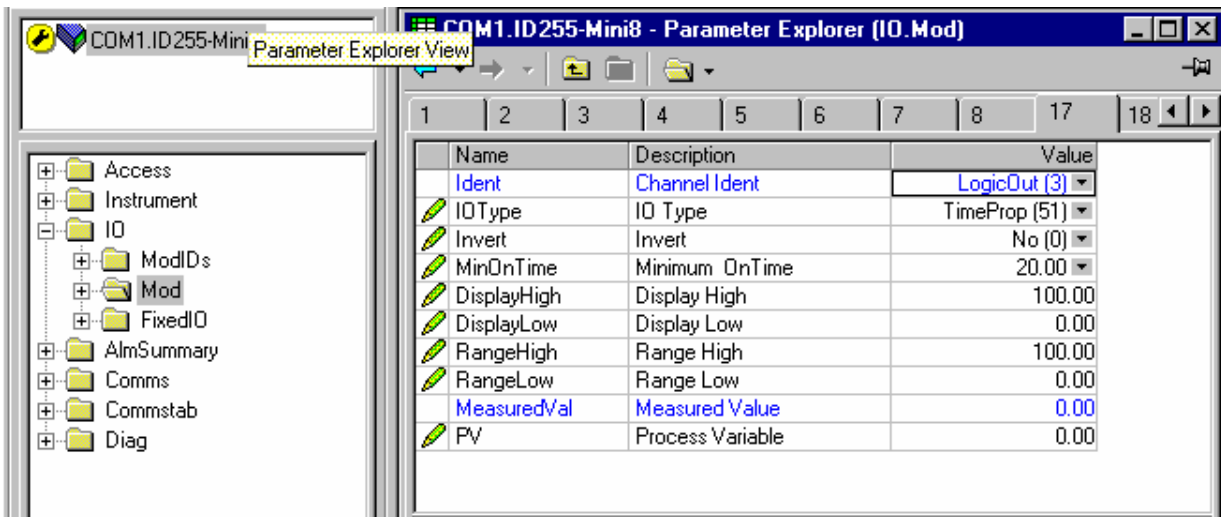 COM1.ID255-Mini
Parameter Explorer View
Access
Instrument
IO
ModIDs
Mod
FixedIO
AlmSummary
Comms
Commstab
Diag
COM1.ID255-Mini8 - Parameter Explorer (IO.Mod)
1 2 3 4 5 6 7 8 17 18
Name Description Value
Ident Channel Ident LogicOut (3)
IOType IO Type TimeProp (51)
Invert Invert No (0)
MinOnTime Minimum OnTime 20.00
DisplayHigh Display High 100.00
DisplayLow Display Low 0.00
RangeHigh Range High 100.00
RangeLow Range Low 0.00
MeasuredVal Measured Value 0.00
PV Process Variable 0.00